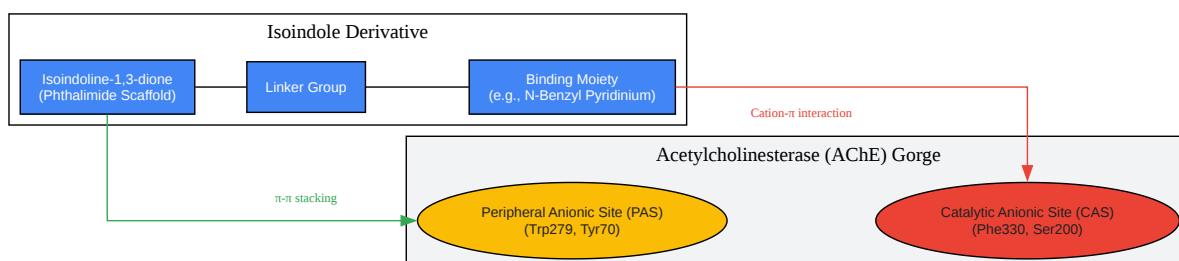 Isoindole Derivative
Isoindoline-1,3-dione
(Phthalimide Scaffold)
Linker Group
Binding Moiety
(e.g., N-Benzyl Pyridinium)
Cation-π interaction
Acetylcholinesterase (AChE) Gorge
π-π stacking
Peripheral Anionic Site (PAS)
(Trp279, Tyr70)
Catalytic Anionic Site (CAS)
(Phe330, Ser200)